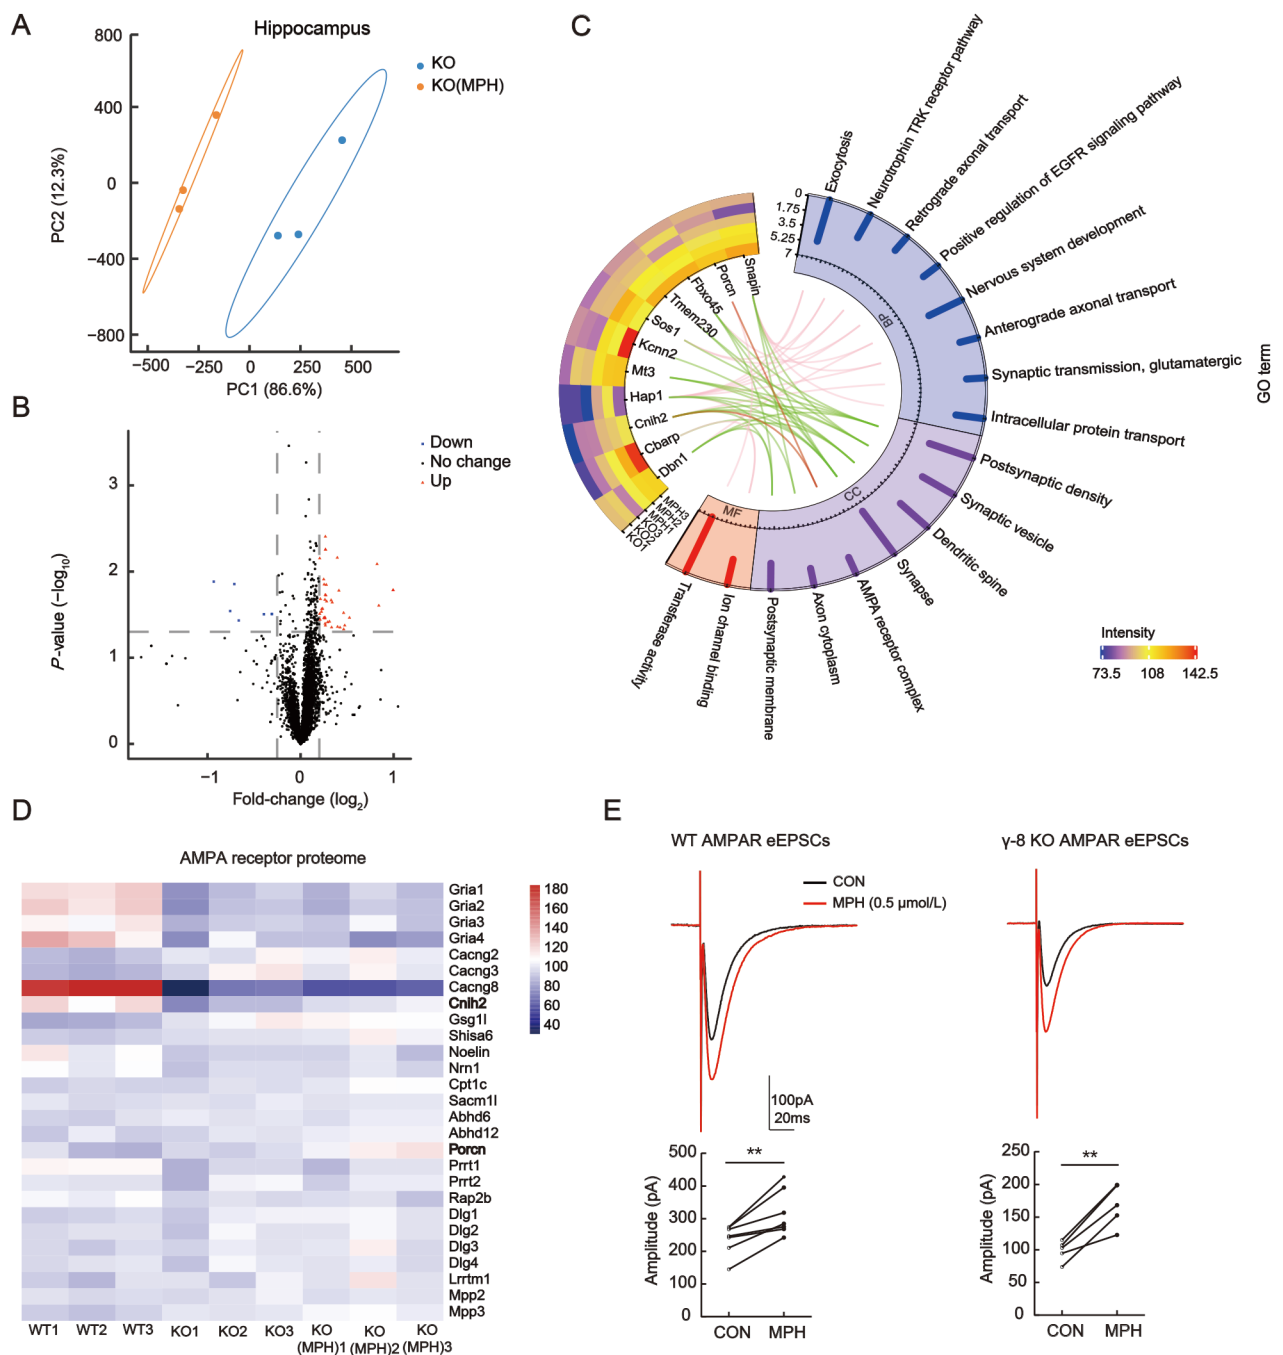 A
Hippocampus
800
400
0
−400
−800
PC2 (12.3%)
−500
−250
0
250
500
PC1 (86.6%)
KO
KO(MPH)
B
Down
No change
Up
3
2
1
0
P-value (−log10)
−1
0
1
Fold-change (log2)
C
0
1.75
3.5
5.25
7
Exocytosis
Neurotrophin TRK receptor pathway
Retrograde axonal transport
Positive regulation of EGFR signaling pathway
Nervous system development
Anterograde axonal transport
Synaptic transmission, glutamatergic
Intracellular protein transport
Postsynaptic density
Synaptic vesicle
Dendritic spine
Synapse
AMPA receptor complex
Axon cytoplasm
Postsynaptic membrane
Ion channel binding
Transferase activity
BP
CC
MF
GO term
Snapin
Porcn
Fbxo45
Tmem230
Sos1
Kcnn2
Mt3
Hap1
Cnih2
Cbarp
Dbn1
MPH3
MPH2
MPH1
KO3
KO2
KO1
Intensity
73.5 108 142.5
D
AMPA receptor proteome
Gria1
Gria2
Gria3
Gria4
Cacng2
Cacng3
Cacng8
Cnih2
Gsg1l
Shisa6
Noelin
Nrn1
Cpt1c
Sacm1l
Abhd6
Abhd12
Porcn
Prrt1
Prrt2
Rap2b
Dlg1
Dlg2
Dlg3
Dlg4
Lrrtm1
Mpp2
Mpp3
WT1 WT2 WT3 KO1 KO2 KO3 KO (MPH)1 KO (MPH)2 KO (MPH)3
180
160
140
120
100
80
60
40
E
WT AMPAR eEPSCs
γ-8 KO AMPAR eEPSCs
CON
MPH (0.5 μmol/L)
100pA
20ms
**
500
400
300
200
100
0
Amplitude (pA)
CON MPH
**
250
200
150
100
50
0
Amplitude (pA)
CON MPH